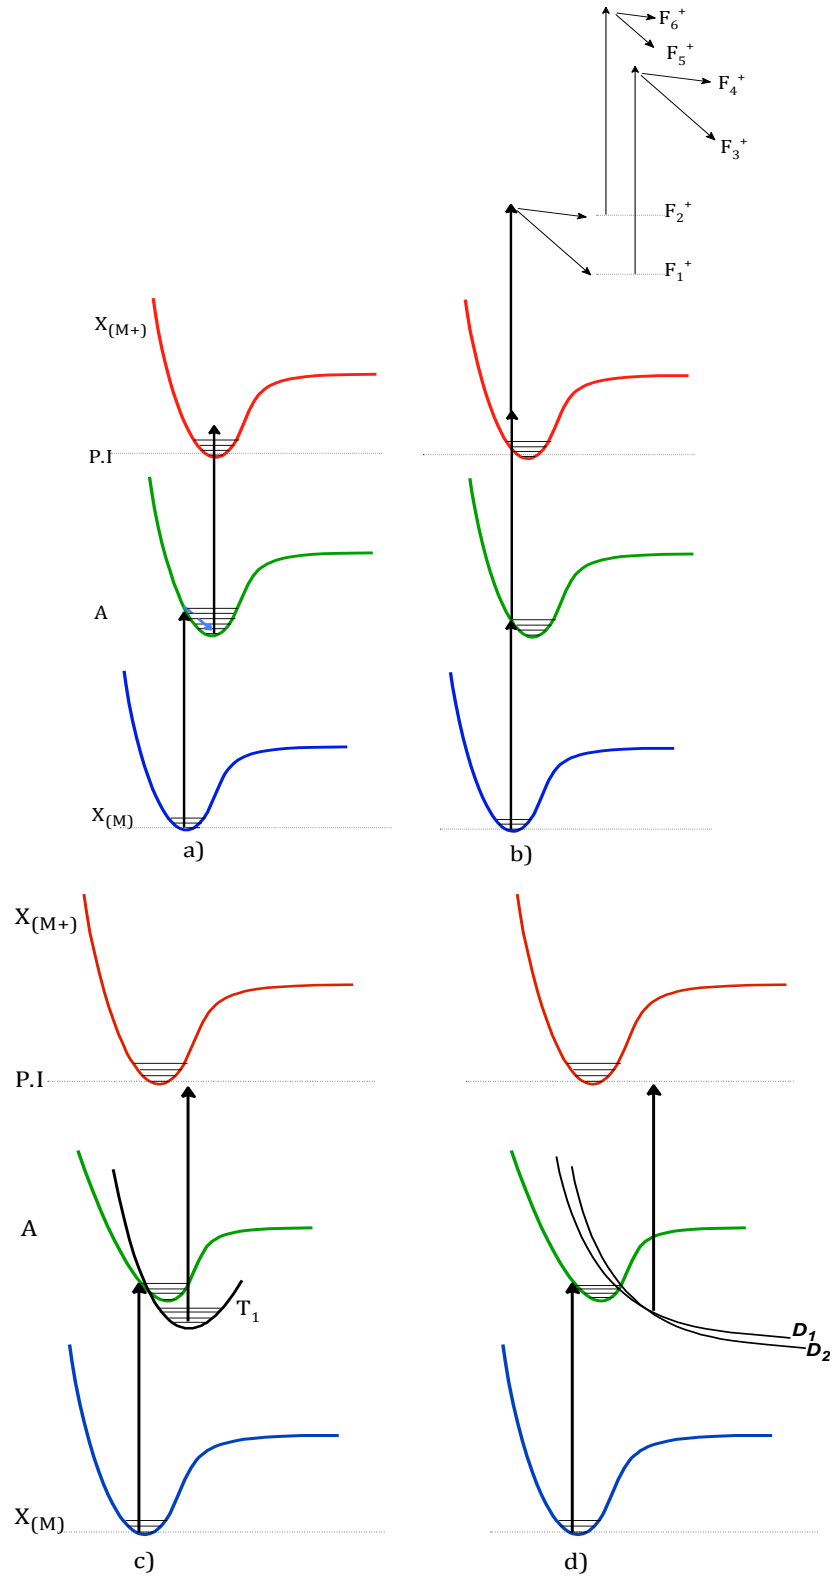 F₆⁺
F₅⁺
F₄⁺
F₃⁺
F₂⁺
F₁⁺
X(M+)
P.I
A
X(M)
a)
b)
X(M+)
P.I
A
T₁
D₁
D₂
X(M)
c)
d)